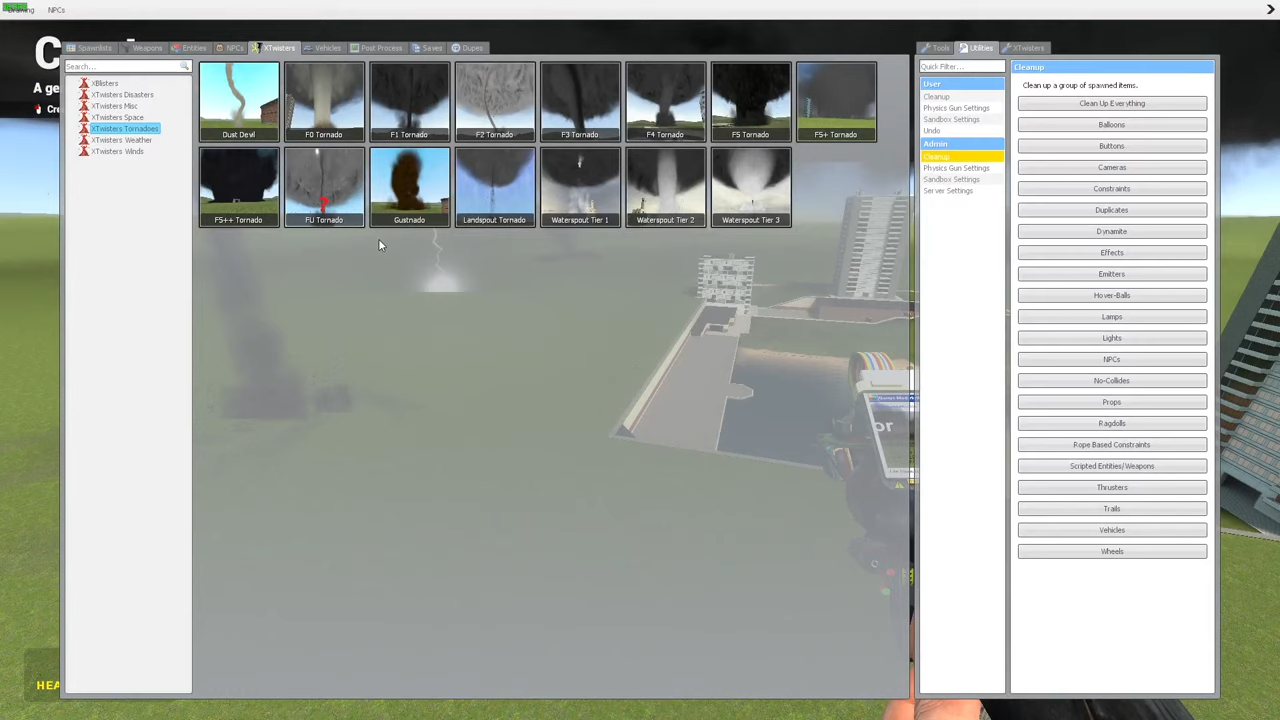 Drawing NPCs
C
A ge
Cre
Spawnlists Weapons Entities NPCs XTwisters Vehicles Post Process Saves Dupes
Search...
XBlisters
XTwisters Disasters
XTwisters Misc
XTwisters Space
XTwisters Tornadoes
XTwisters Weather
XTwisters Winds
Dust Devil F0 Tornado F1 Tornado F2 Tornado F3 Tornado F4 Tornado F5 Tornado F5+ Tornado
F5++ Tornado FU Tornado Gustnado Landspout Tornado Waterspout Tier 1 Waterspout Tier 2 Waterspout Tier 3
or
HEA
Tools Utilities XTwisters
Quick Filter...
User
Cleanup
Physics Gun Settings
Sandbox Settings
Undo
Admin
Cleanup
Physics Gun Settings
Sandbox Settings
Server Settings
Cleanup
Clean up a group of spawned items.
Clean Up Everything
Balloons
Buttons
Cameras
Constraints
Duplicates
Dynamite
Effects
Emitters
Hover-Balls
Lamps
Lights
NPCs
No-Collides
Props
Ragdolls
Rope Based Constraints
Scripted Entities/Weapons
Thrusters
Trails
Vehicles
Wheels